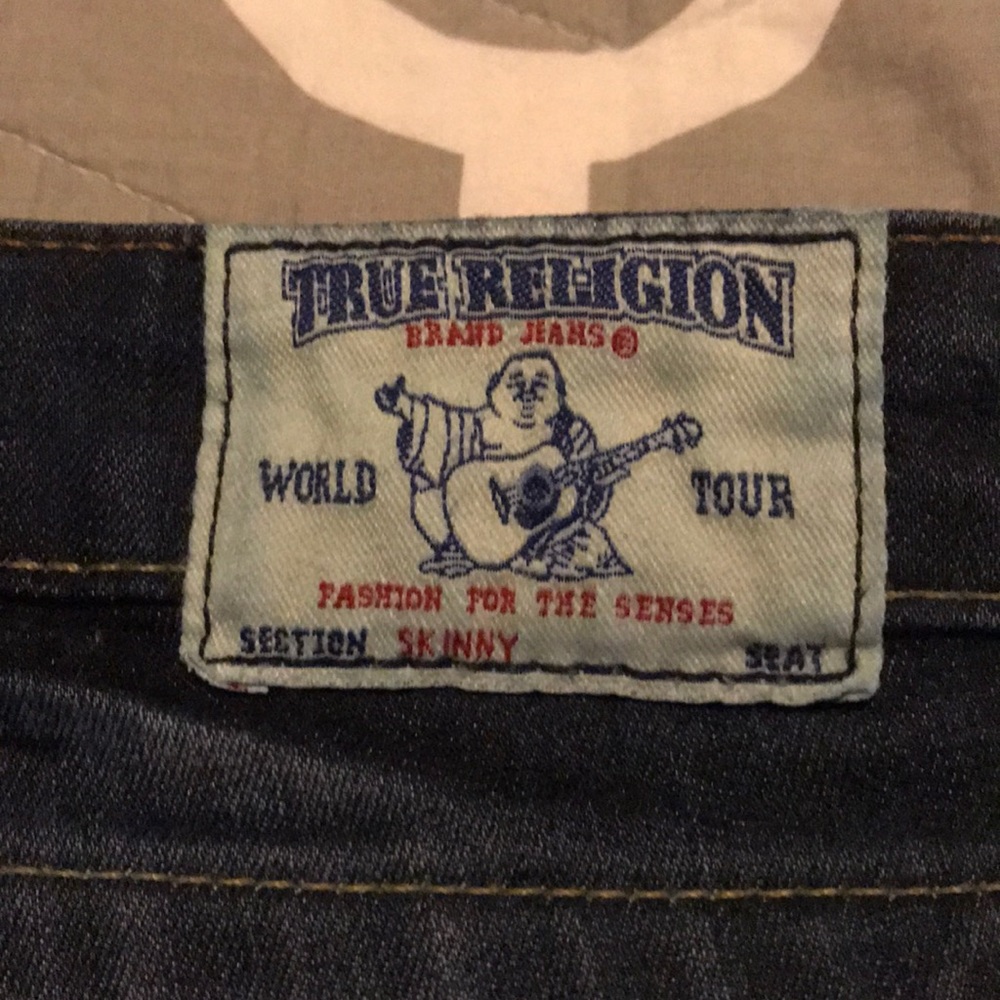 TRUE RELIGION
BRAND JEANS®
WORLD TOUR
FASHION FOR THE SENSES
SECTION SKINNY SEAT